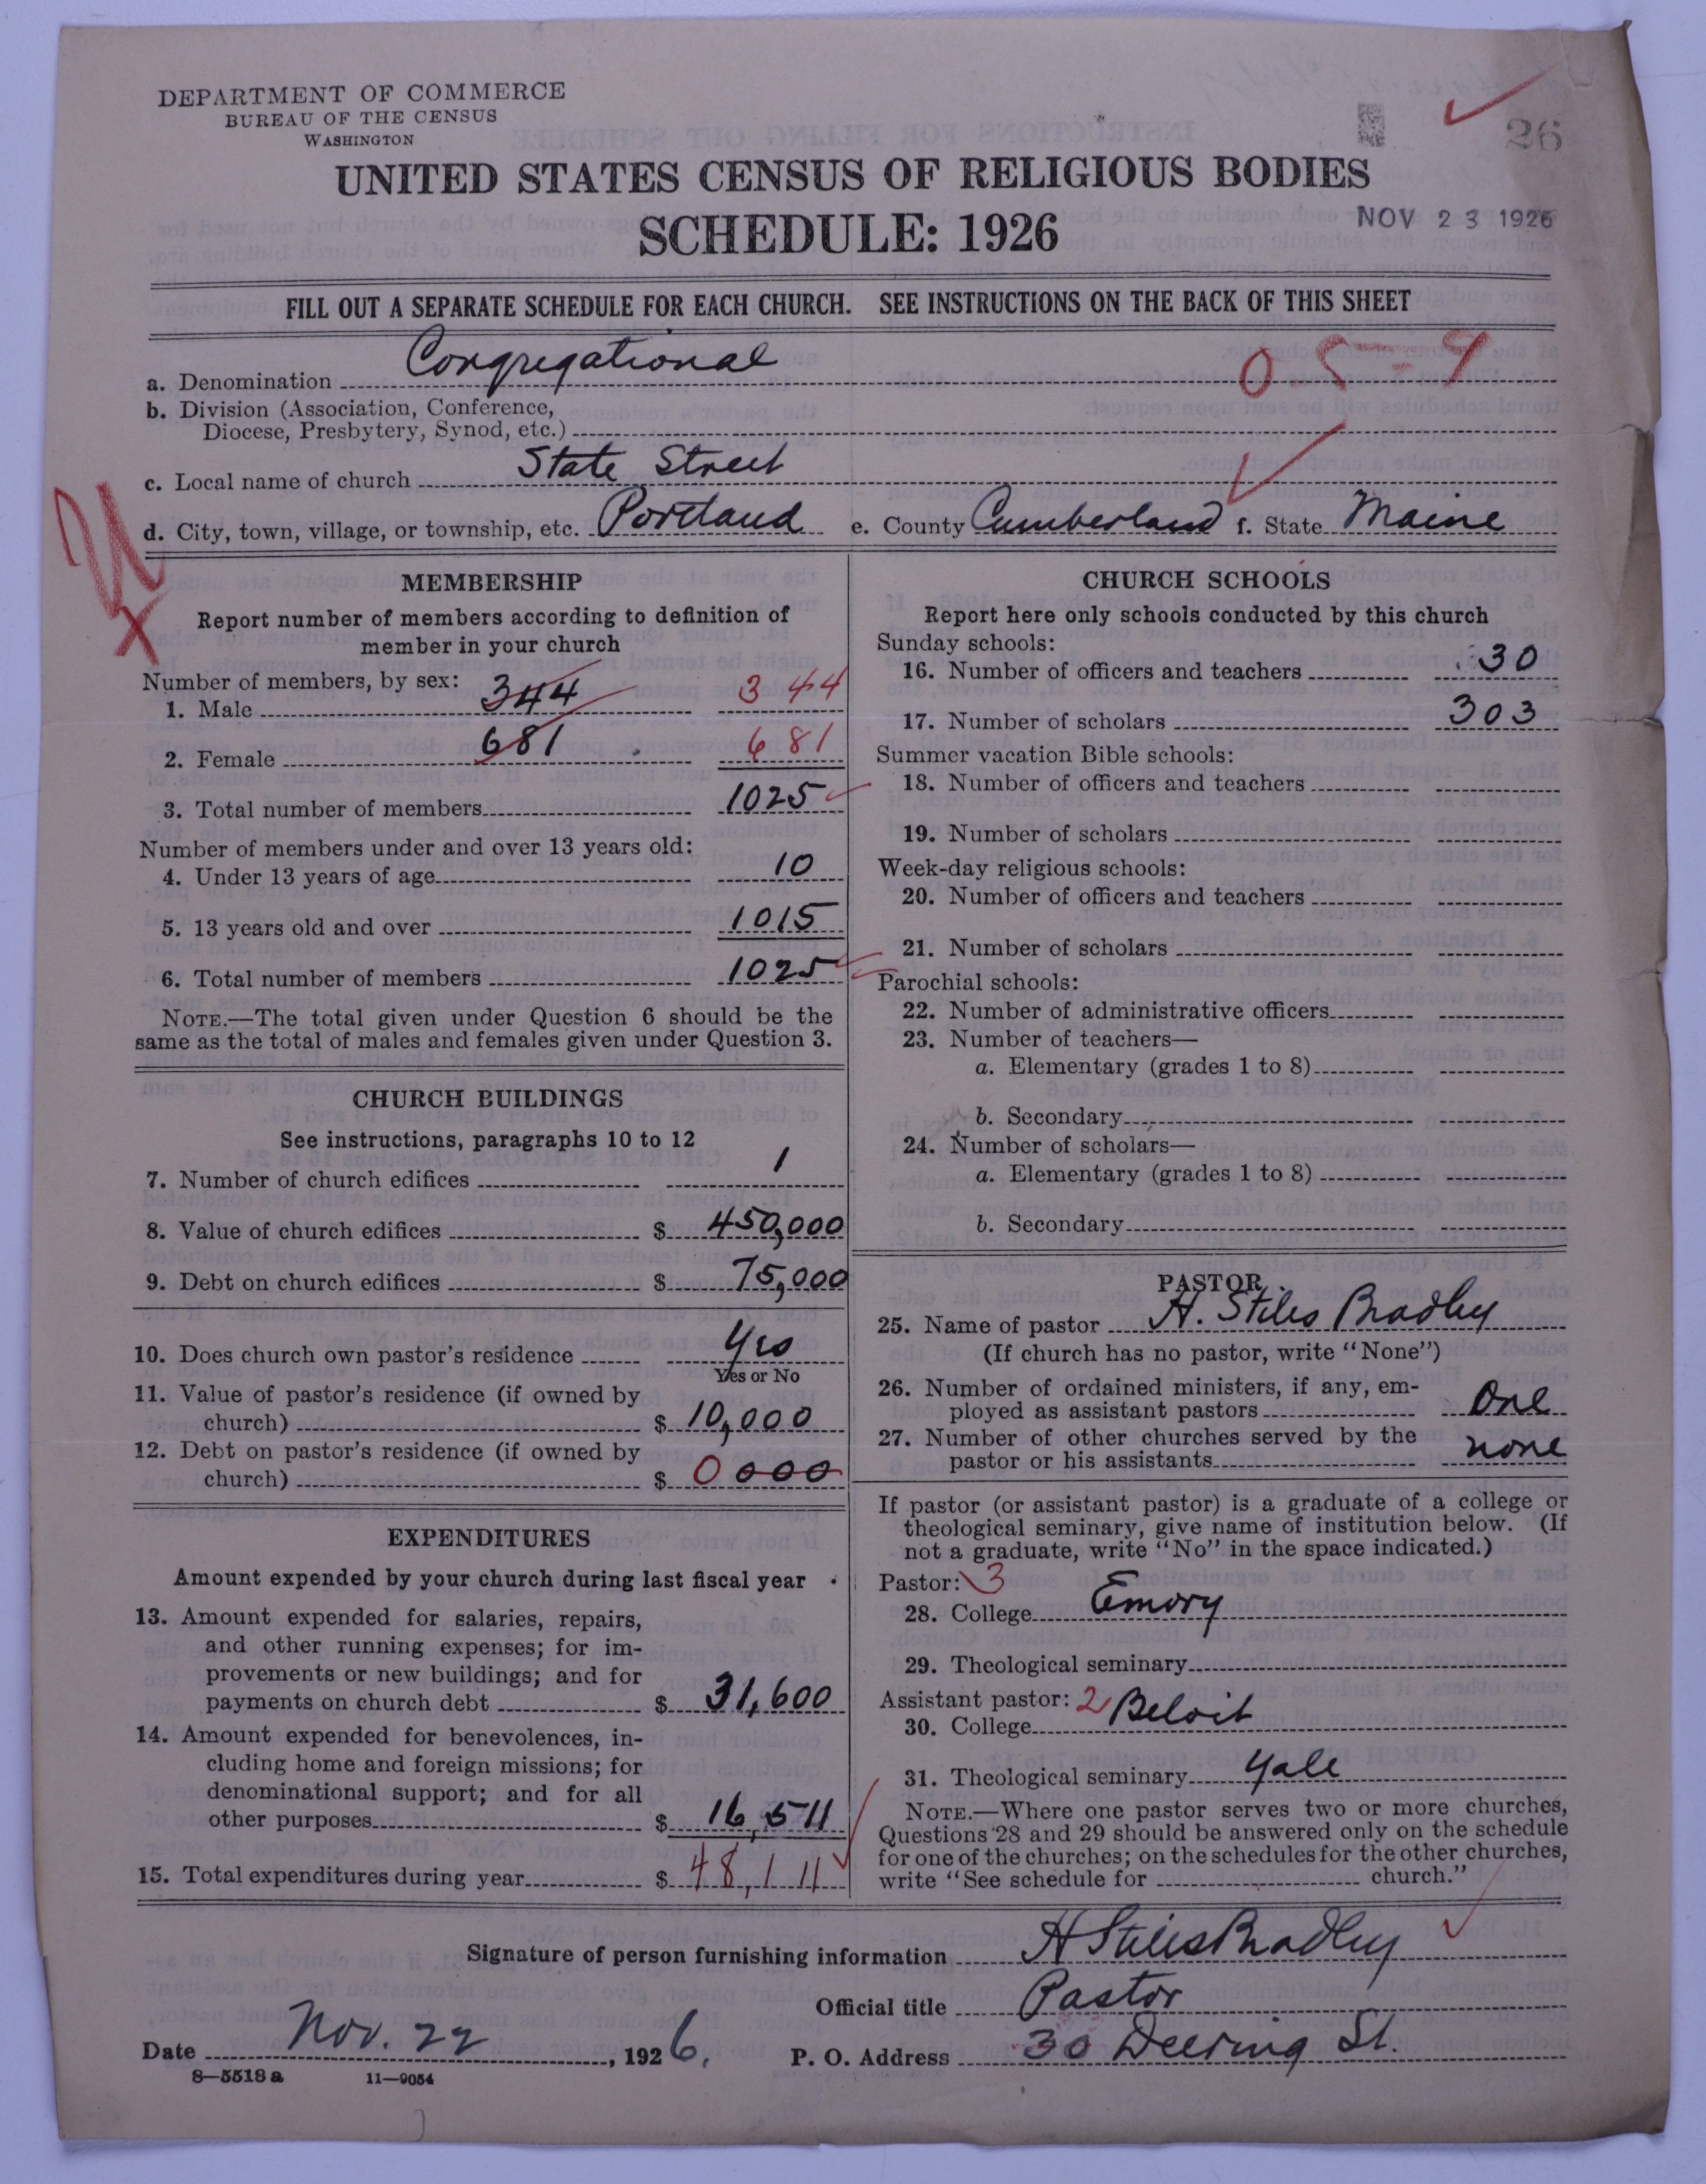 DEPARTMENT OF COMMERCE
BUREAU OF THE CENSUS
WASHINGTON
26
UNITED STATES CENSUS OF RELIGIOUS BODIES
SCHEDULE: 1926
NOV 23 1926
FILL OUT A SEPARATE SCHEDULE FOR EACH CHURCH. SEE INSTRUCTIONS ON THE BACK OF THIS SHEET
a. Denomination Congregational 05-9
b. Division (Association, Conference,
Diocese, Presbytery, Synod, etc.)
c. Local name of church State Street
d. City, town, village, or township, etc. Portland e. County Cumberland f. State Maine
MEMBERSHIP
Report number of members according to definition of
member in your church
Number of members, by sex:
1. Male 344 344
2. Female 681 681
3. Total number of members 1025
Number of members under and over 13 years old:
4. Under 13 years of age 10
5. 13 years old and over 1015
6. Total number of members 1025
NOTE.—The total given under Question 6 should be the
same as the total of males and females given under Question 3.
CHURCH BUILDINGS
See instructions, paragraphs 10 to 12
7. Number of church edifices 1
8. Value of church edifices $ 450,000
9. Debt on church edifices $ 75,000
10. Does church own pastor's residence Yes
Yes or No
11. Value of pastor's residence (if owned by
church) $ 10,000
12. Debt on pastor's residence (if owned by
church) $ 0 000
EXPENDITURES
Amount expended by your church during last fiscal year
13. Amount expended for salaries, repairs,
and other running expenses; for im-
provements or new buildings; and for
payments on church debt $ 31,600
14. Amount expended for benevolences, in-
cluding home and foreign missions; for
denominational support; and for all
other purposes $ 16,511
15. Total expenditures during year $ 48,111
CHURCH SCHOOLS
Report here only schools conducted by this church
Sunday schools:
16. Number of officers and teachers 30
17. Number of scholars 303
Summer vacation Bible schools:
18. Number of officers and teachers
19. Number of scholars
Week-day religious schools:
20. Number of officers and teachers
21. Number of scholars
Parochial schools:
22. Number of administrative officers
23. Number of teachers—
a. Elementary (grades 1 to 8)
b. Secondary
24. Number of scholars—
a. Elementary (grades 1 to 8)
b. Secondary
PASTOR
25. Name of pastor H. Stiles Bradley
(If church has no pastor, write "None")
26. Number of ordained ministers, if any, em-
ployed as assistant pastors One
27. Number of other churches served by the
pastor or his assistants none
If pastor (or assistant pastor) is a graduate of a college or
theological seminary, give name of institution below. (If
not a graduate, write "No" in the space indicated.)
Pastor: 3
28. College Emory
29. Theological seminary
Assistant pastor: 2
30. College Beloit
31. Theological seminary Yale
NOTE.—Where one pastor serves two or more churches,
Questions 28 and 29 should be answered only on the schedule
for one of the churches; on the schedules for the other churches,
write "See schedule for church."
Signature of person furnishing information H Stiles Bradley
Official title Pastor
Date Nov. 22, 1926. P. O. Address 30 Deering St.
8—5518 a 11—9054